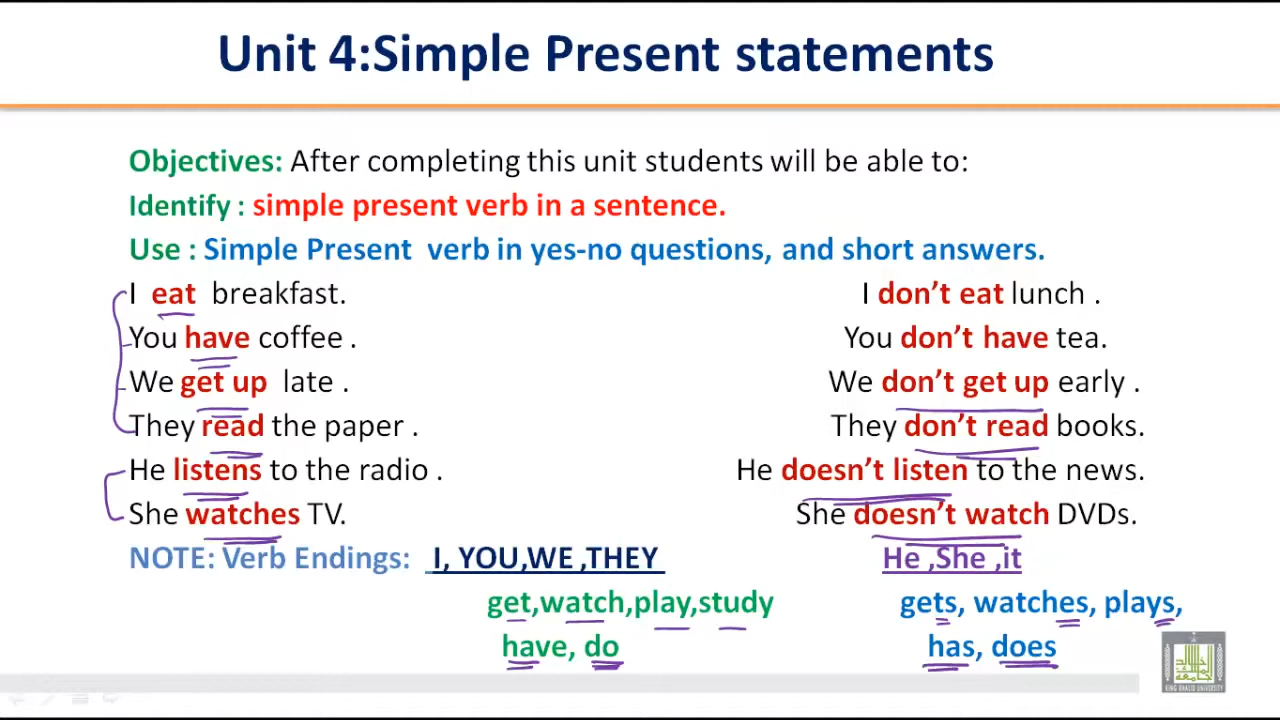 Unit 4:Simple Present statements
Objectives: After completing this unit students will be able to:
Identify : simple present verb in a sentence.
Use : Simple Present verb in yes-no questions, and short answers.
I eat breakfast. I don’t eat lunch .
You have coffee . You don’t have tea.
We get up late . We don’t get up early .
They read the paper . They don’t read books.
He listens to the radio . He doesn’t listen to the news.
She watches TV. She doesn’t watch DVDs.
NOTE: Verb Endings: I, YOU,WE ,THEY He ,She ,it
get,watch,play,study gets, watches, plays,
have, do has, does
KING KHALID UNIVERSITY